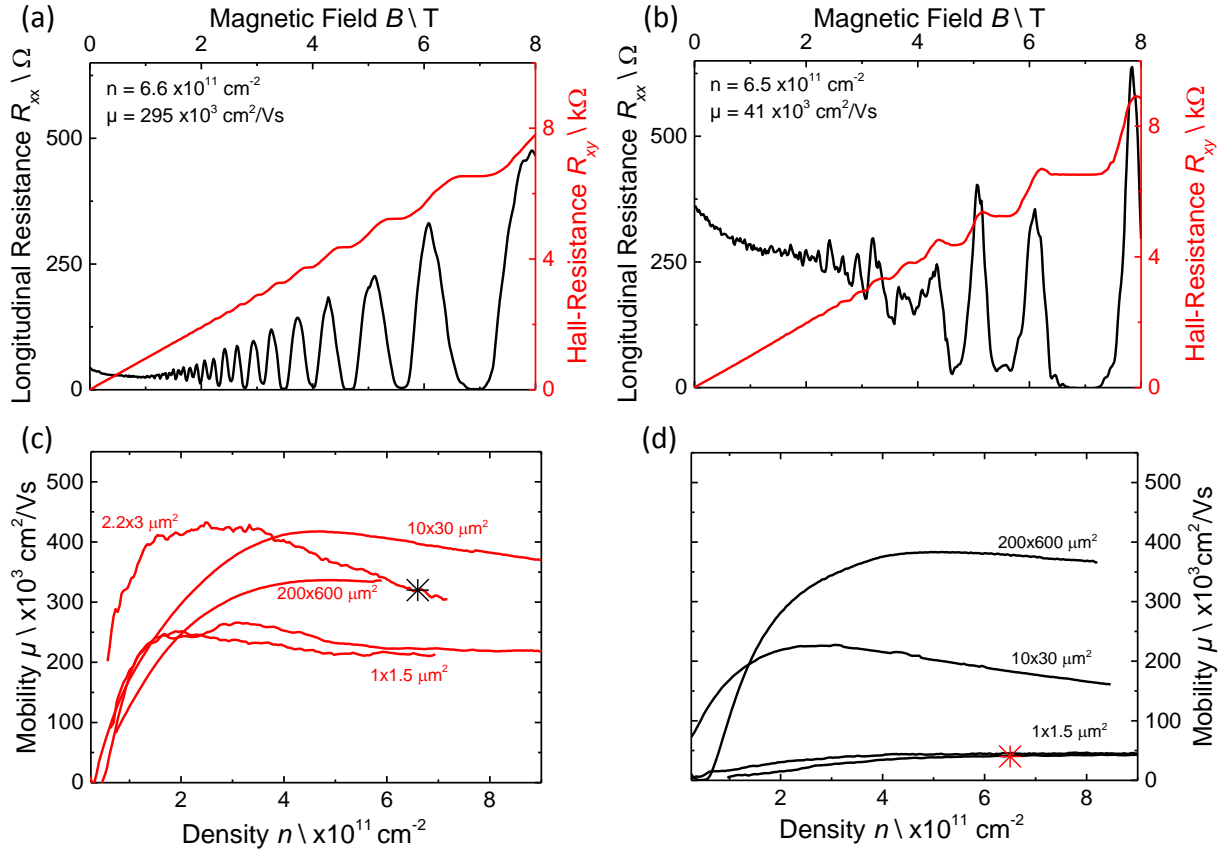 (a)
Magnetic Field B \ T
0 2 4 6 8
n = 6.6 x10¹¹ cm⁻²
μ = 295 x10³ cm²/Vs
Longitudinal Resistance Rₓₓ \ Ω
500
250
0
Hall-Resistance Rₓᵧ \ kΩ
8
4
0
(b)
Magnetic Field B \ T
0 2 4 6 8
n = 6.5 x10¹¹ cm⁻²
μ = 41 x10³ cm²/Vs
Longitudinal Resistance Rₓₓ \ Ω
500
250
0
Hall-Resistance Rₓᵧ \ kΩ
8
4
0
(c)
Mobility μ \ x10³ cm²/Vs
500
400
300
200
100
0
2.2x3 μm²
10x30 μm²
200x600 μm²
1x1.5 μm²
2 4 6 8
Density n \ x10¹¹ cm⁻²
(d)
500
400
300
200
100
0
Mobility μ \ x10³ cm²/Vs
200x600 μm²
10x30 μm²
1x1.5 μm²
2 4 6 8
Density n \ x10¹¹ cm⁻²